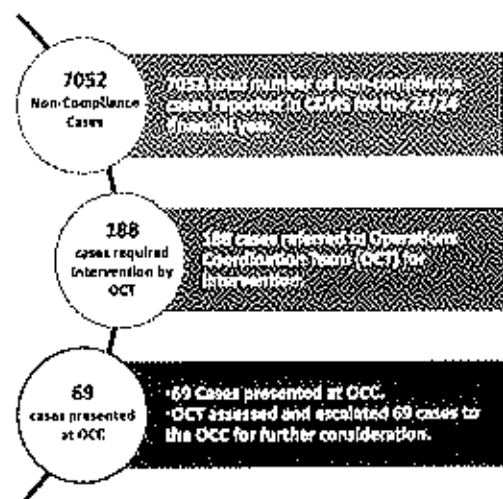 7052
Non-Compliance
Cases
7052 total number of non-compliance
cases reported in CCMS for the 23/24
financial year.
188
cases required
Intervention by
OCT
188 cases referred to Operations
Coordination Team (OCT) for
intervention.
69
cases presented
at OCC
•69 Cases presented at OCC.
•OCT assessed and escalated 69 cases to
the OCC for further consideration.